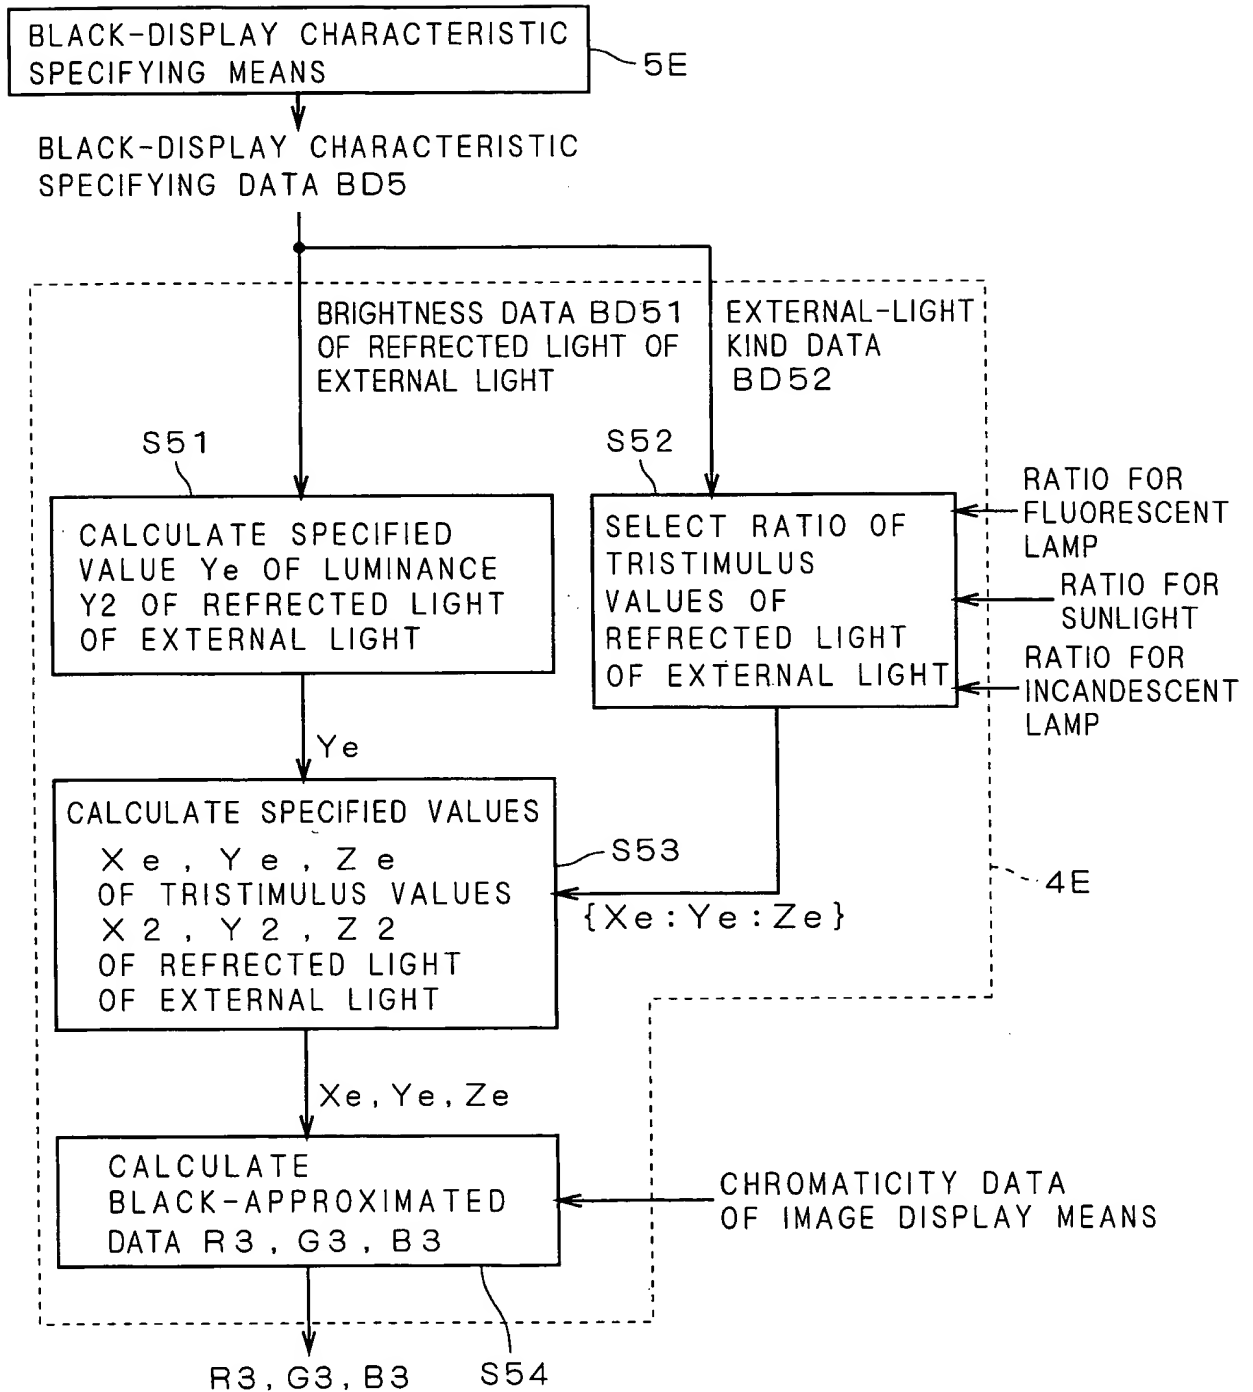 BLACK-DISPLAY CHARACTERISTIC
SPECIFYING MEANS
5E
BLACK-DISPLAY CHARACTERISTIC
SPECIFYING DATA BD5
BRIGHTNESS DATA BD51
OF REFRECTED LIGHT OF
EXTERNAL LIGHT
EXTERNAL-LIGHT
KIND DATA
BD52
S51
S52
CALCULATE SPECIFIED
VALUE Ye OF LUMINANCE
Y2 OF REFRECTED LIGHT
OF EXTERNAL LIGHT
SELECT RATIO OF
TRISTIMULUS
VALUES OF
REFRECTED LIGHT
OF EXTERNAL LIGHT
RATIO FOR
FLUORESCENT
LAMP
RATIO FOR
SUNLIGHT
RATIO FOR
INCANDESCENT
LAMP
Ye
CALCULATE SPECIFIED VALUES
Xe, Ye, Ze
OF TRISTIMULUS VALUES
X2, Y2, Z2
OF REFRECTED LIGHT
OF EXTERNAL LIGHT
S53
{Xe:Ye:Ze}
4E
Xe, Ye, Ze
CALCULATE
BLACK-APPROXIMATED
DATA R3, G3, B3
CHROMATICITY DATA
OF IMAGE DISPLAY MEANS
S54
R3, G3, B3